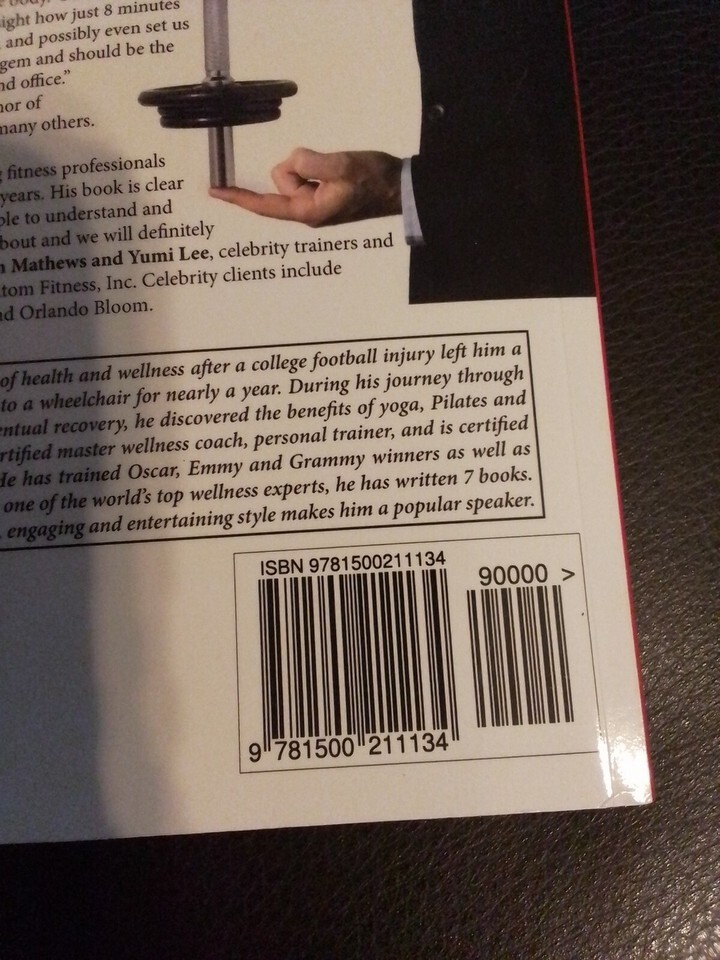 ight how just 8 minutes
and possibly even set us
gem and should be the
nd office."
hor of
many others.
fitness professionals
years. His book is clear
ple to understand and
bout and we will definitely
Mathews and Yumi Lee, celebrity trainers and
tom Fitness, Inc. Celebrity clients include
nd Orlando Bloom.
of health and wellness after a college football injury left him a
to a wheelchair for nearly a year. During his journey through
entual recovery, he discovered the benefits of yoga, Pilates and
rtified master wellness coach, personal trainer, and is certified
He has trained Oscar, Emmy and Grammy winners as well as
one of the world's top wellness experts, he has written 7 books.
, engaging and entertaining style makes him a popular speaker.
ISBN 9781500211134
90000 >
9 781500 211134